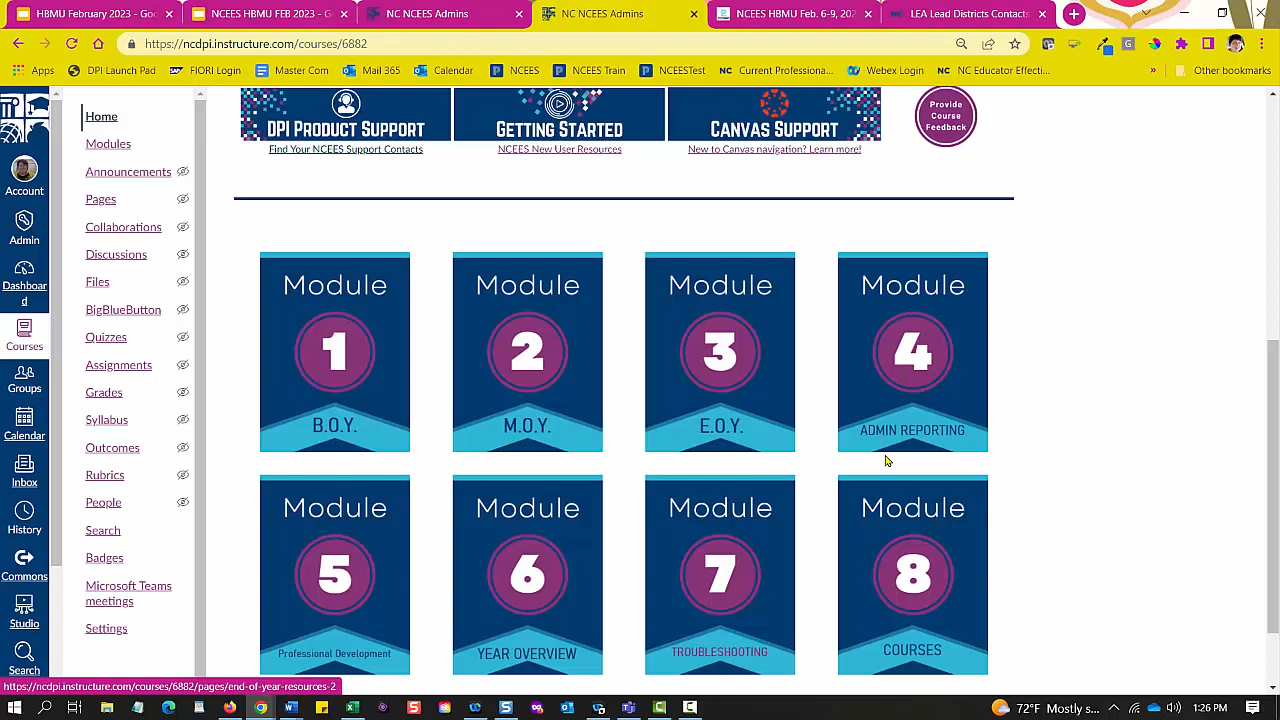 HBMU February 2023 - Goo
NCEES HBMU FEB 2023 - G
NC NCEES Admins
NC NCEES Admins
NCEES HBMU Feb. 6-9, 202
LEA Lead Districts Contacts
https://ncdpi.instructure.com/courses/6882
Apps
DPI Launch Pad
FIORI Login
Master Com
Mail 365
Calendar
NCEES
NCEES Train
NCEESTest
NC Current Professiona...
Webex Login
NC NC Educator Effecti...
»
Other bookmarks
Account
Admin
Dashboar
d
Courses
Groups
Calendar
Inbox
History
Commons
Studio
Search
Home
Modules
Announcements
Pages
Collaborations
Discussions
Files
BigBlueButton
Quizzes
Assignments
Grades
Syllabus
Outcomes
Rubrics
People
Search
Badges
Microsoft Teams
meetings
Settings
DPI PRODUCT SUPPORT
GETTING STARTED
CANVAS SUPPORT
Provide
Course
Feedback
Find Your NCEES Support Contacts
NCEES New User Resources
New to Canvas navigation? Learn more!
Module
1
B.O.Y.
Module
2
M.O.Y.
Module
3
E.O.Y.
Module
4
ADMIN REPORTING
Module
5
Professional Development
Module
6
YEAR OVERVIEW
Module
7
TROUBLESHOOTING
Module
8
COURSES
https://ncdpi.instructure.com/courses/6882/pages/end-of-year-resources-2
72°F Mostly s...
1:26 PM